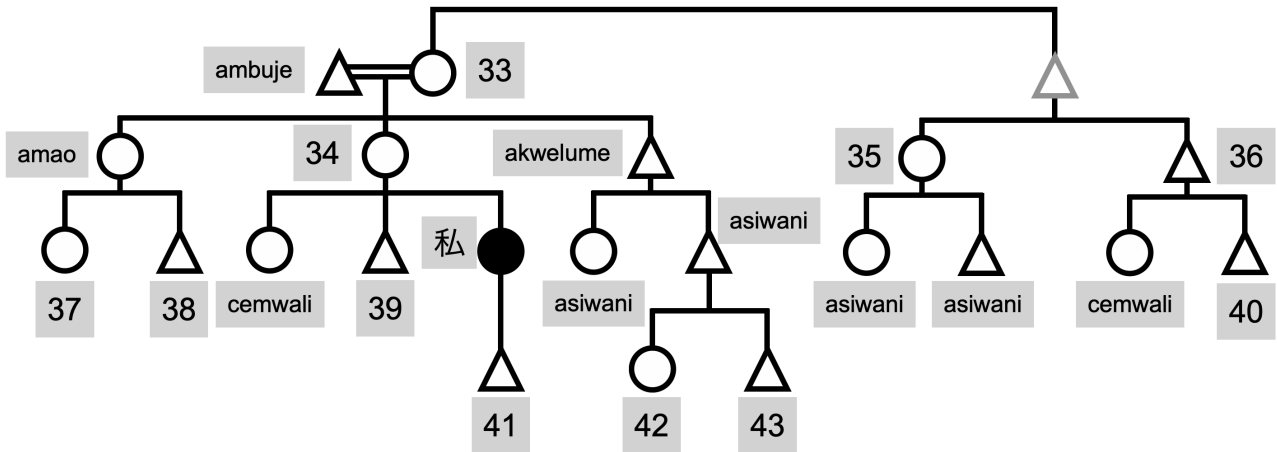 ambuje
33
amao
34
akwelume
35
36
私
asiwani
37
38
cemwali
39
asiwani
asiwani
asiwani
cemwali
40
41
42
43